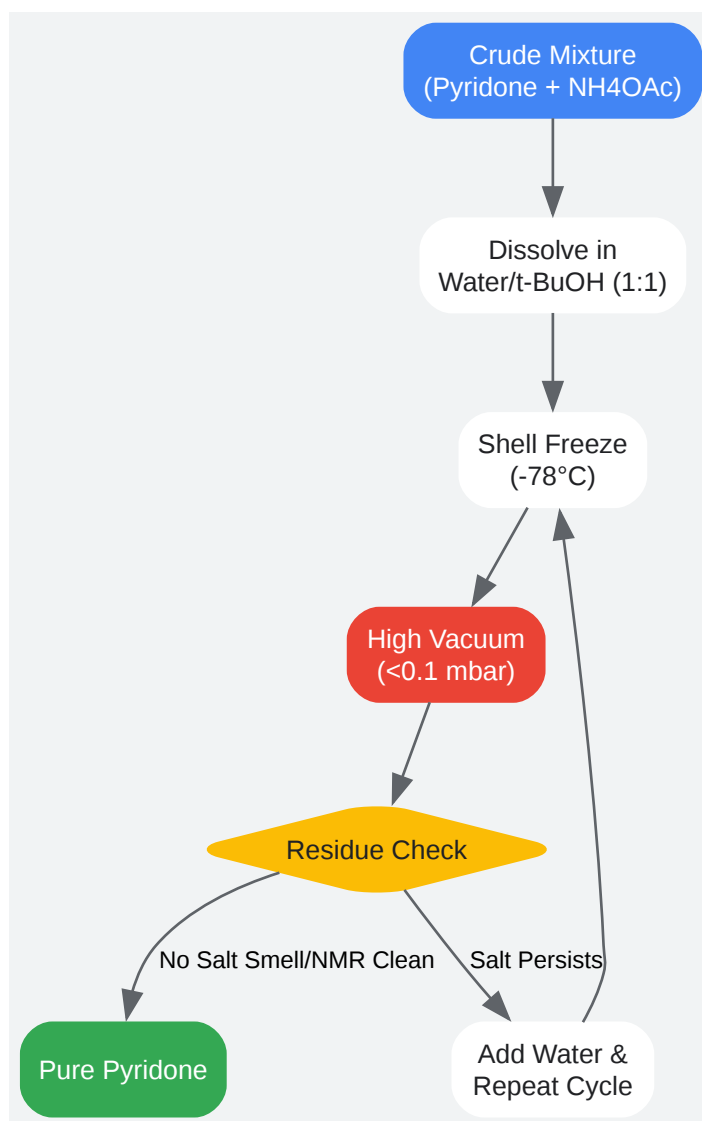 Crude Mixture
(Pyridone + NH4OAc)
Dissolve in
Water/t-BuOH (1:1)
Shell Freeze
(-78°C)
High Vacuum
(<0.1 mbar)
Residue Check
No Salt Smell/NMR Clean
Salt Persists
Pure Pyridone
Add Water &
Repeat Cycle